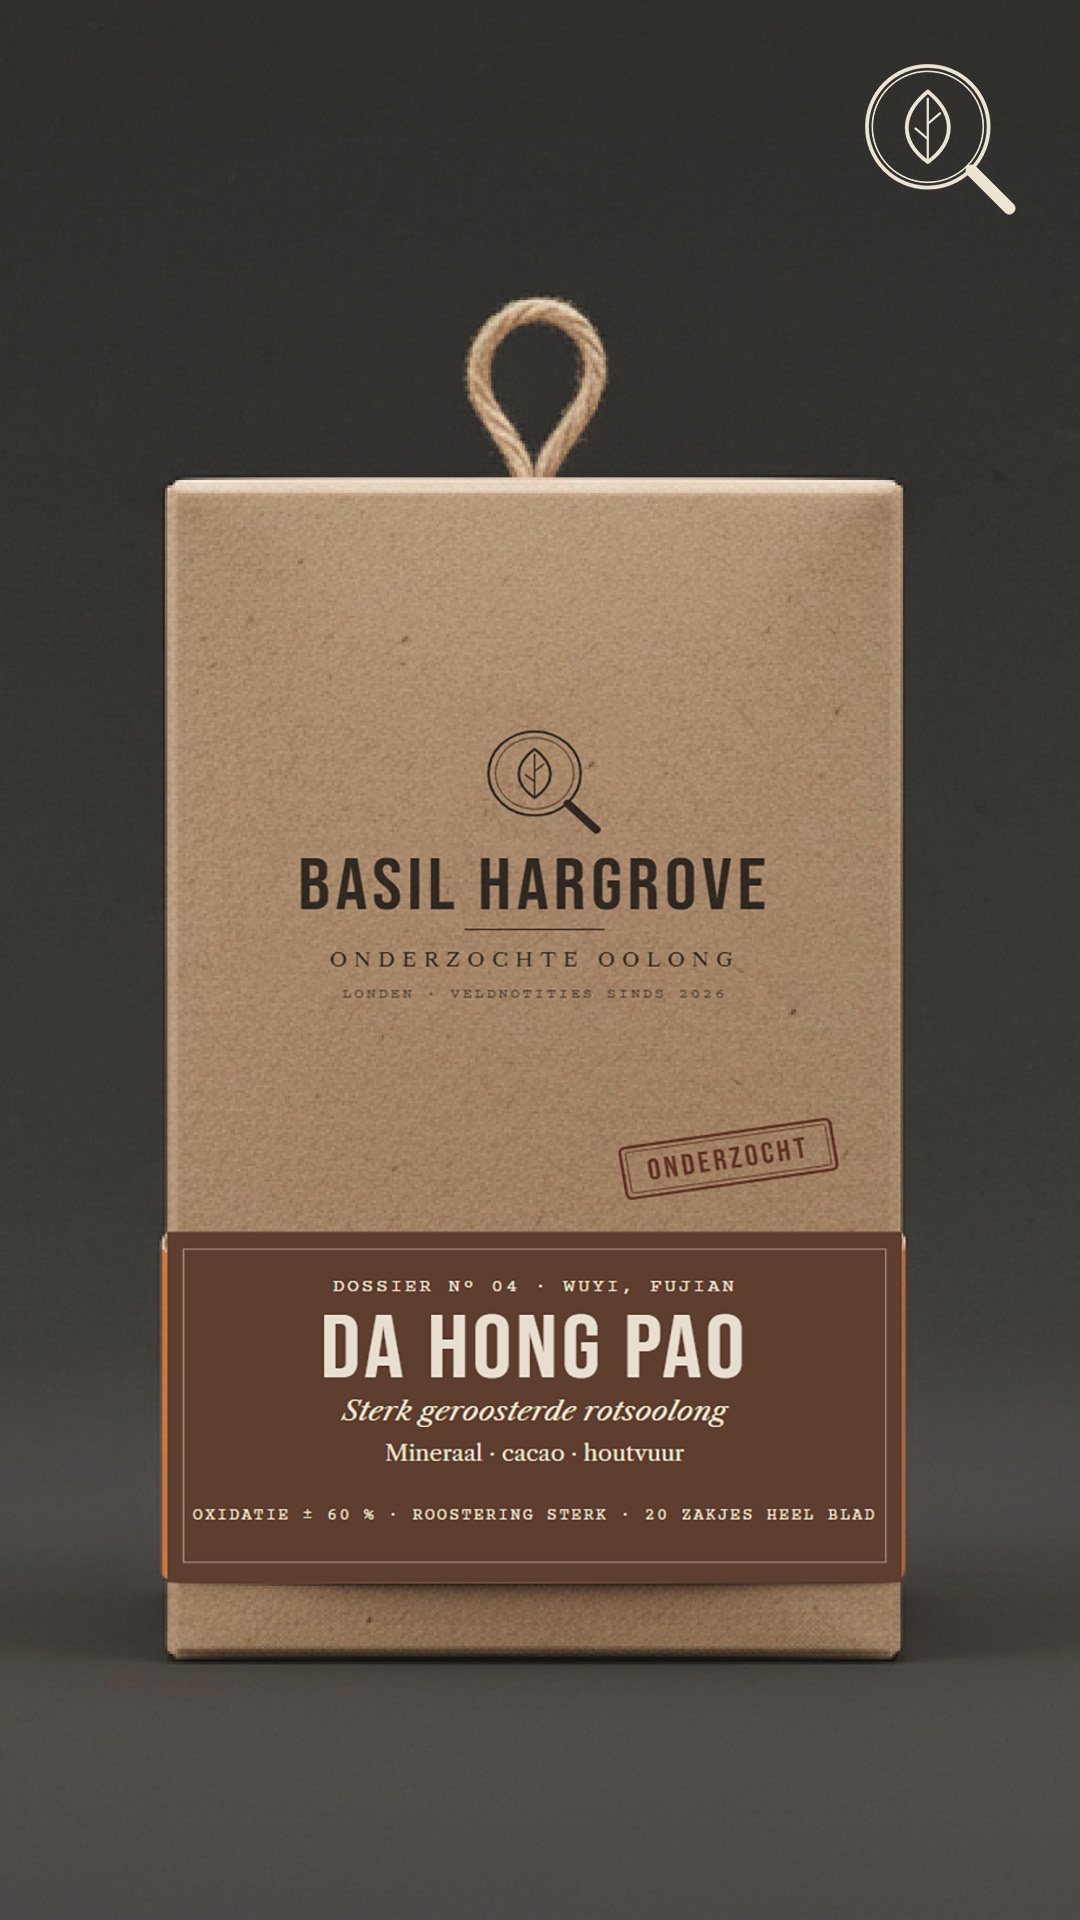 BASIL HARGROVE
ONDERZOCHTE OOLONG
LONDEN · VELDNOTITIES SINDS 2026
ONDERZOCHT
DOSSIER Nº 04 · WUYI, FUJIAN
DA HONG PAO
Sterk geroosterde rotsoolong
Mineraal · cacao · houtvuur
OXIDATIE ± 60 % · ROOSTERING STERK · 20 ZAKJES HEEL BLAD